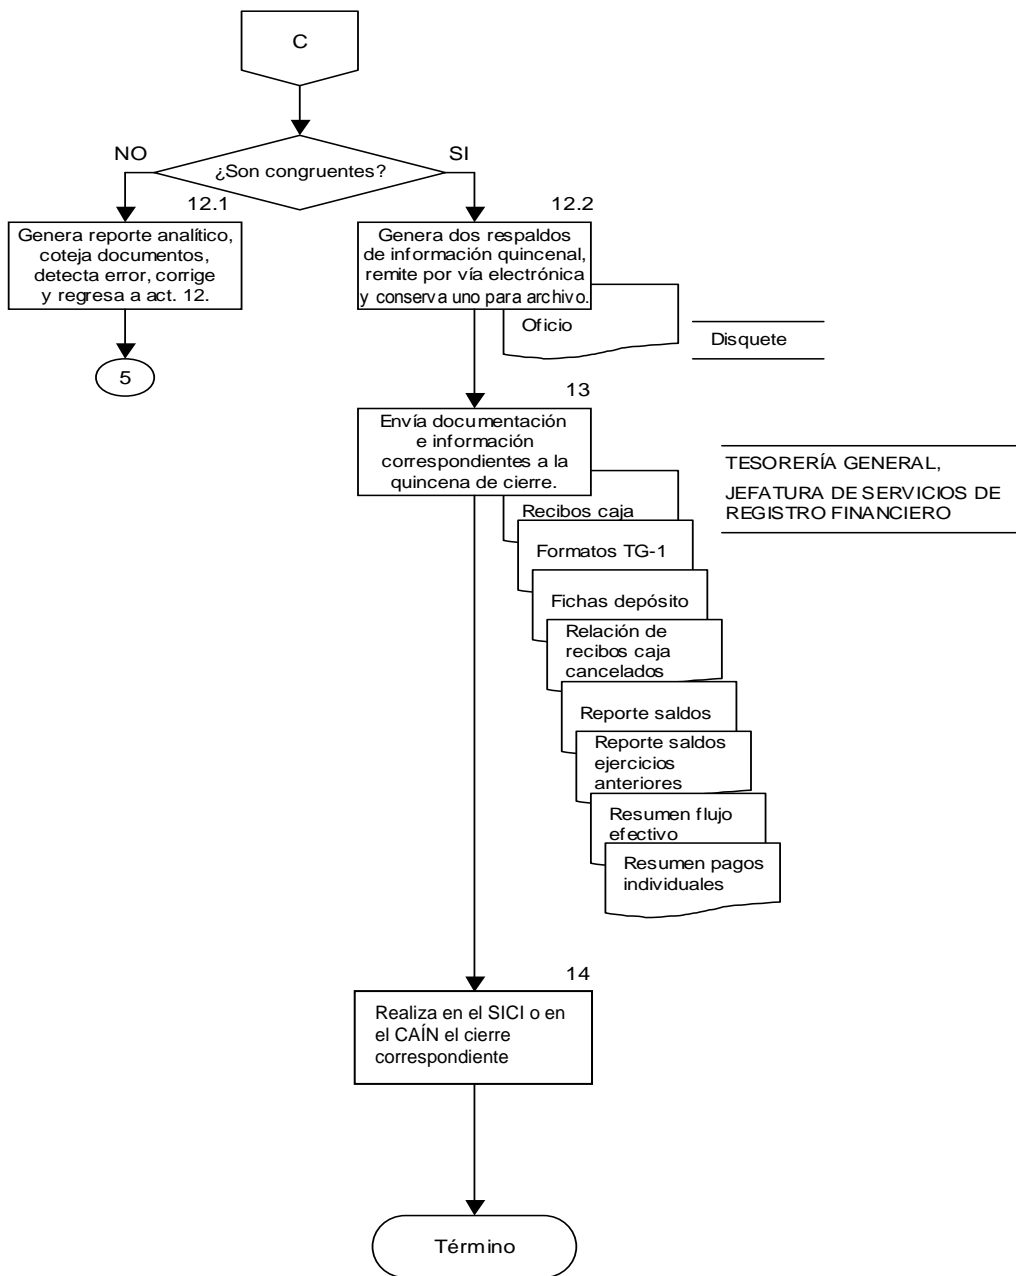 C
¿Son congruentes?
NO
SI
12.1
Genera reporte analítico,
coteja documentos,
detecta error, corrige
y regresa a act. 12.
5
12.2
Genera dos respaldos
de información quincenal,
remite por vía electrónica
y conserva uno para archivo.
Oficio
Disquete
13
Envía documentación
e información
correspondientes a la
quincena de cierre.
TESORERÍA GENERAL,
JEFATURA DE SERVICIOS DE
REGISTRO FINANCIERO
Recibos caja
Formatos TG-1
Fichas depósito
Relación de
recibos caja
cancelados
Reporte saldos
Reporte saldos
ejercicios
anteriores
Resumen flujo
efectivo
Resumen pagos
individuales
14
Realiza en el SICI o en
el CAÍN el cierre
correspondiente
Término